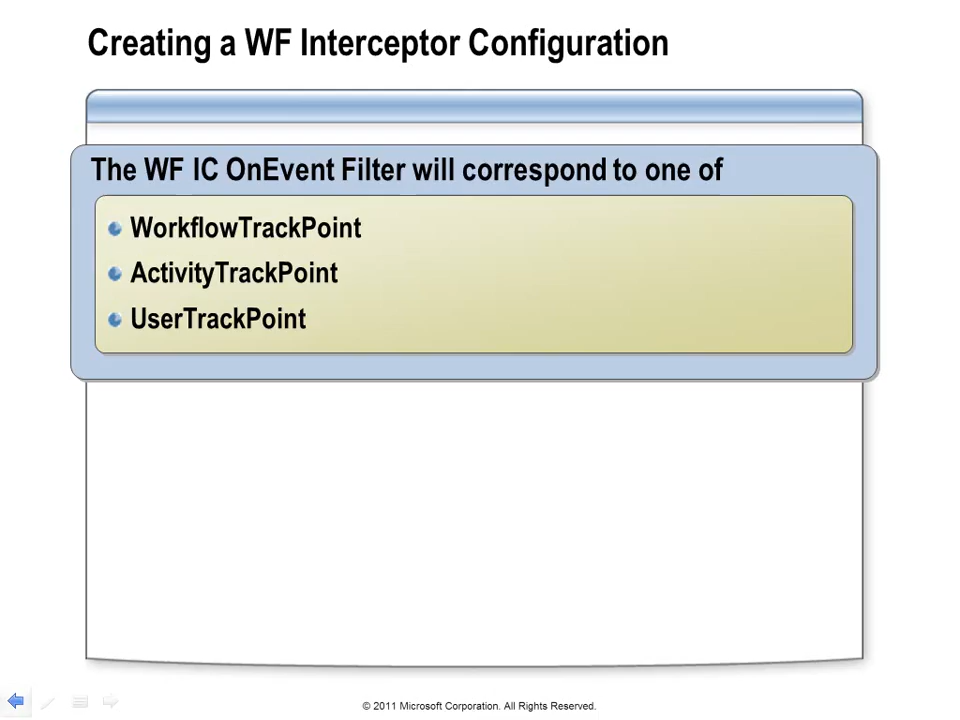 Creating a WF Interceptor Configuration
The WF IC OnEvent Filter will correspond to one of
WorkflowTrackPoint
ActivityTrackPoint
UserTrackPoint
© 2011 Microsoft Corporation. All Rights Reserved.